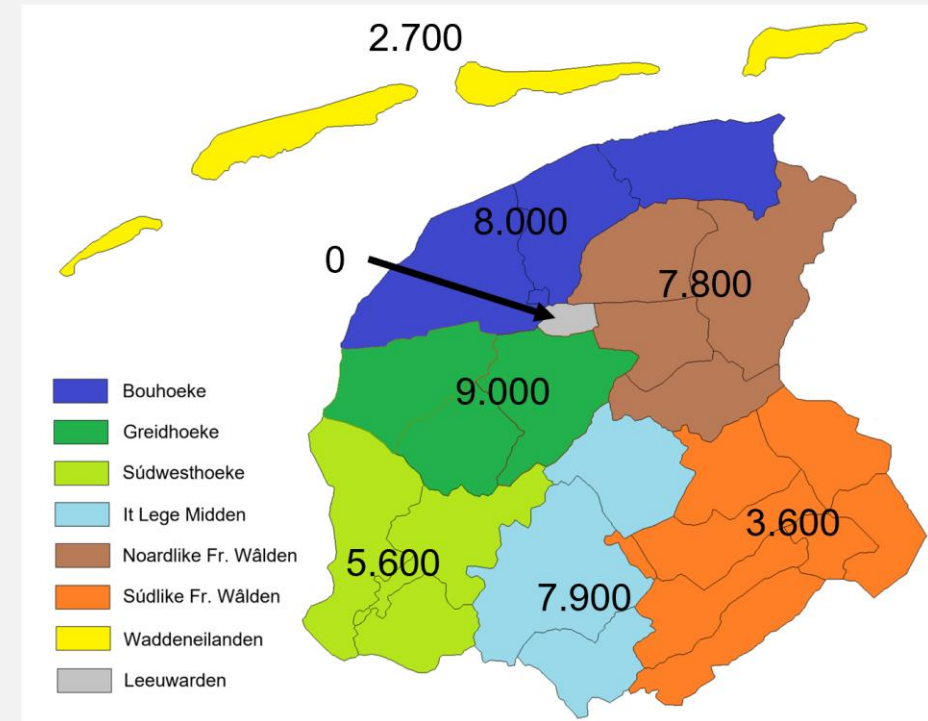 2.700
8.000
0
7.800
9.000
3.600
5.600
7.900
Bouhoeke
Greidhoeke
Súdwesthoeke
It Lege Midden
Noardlike Fr. Wâlden
Súdlike Fr. Wâlden
Waddeneilanden
Leeuwarden